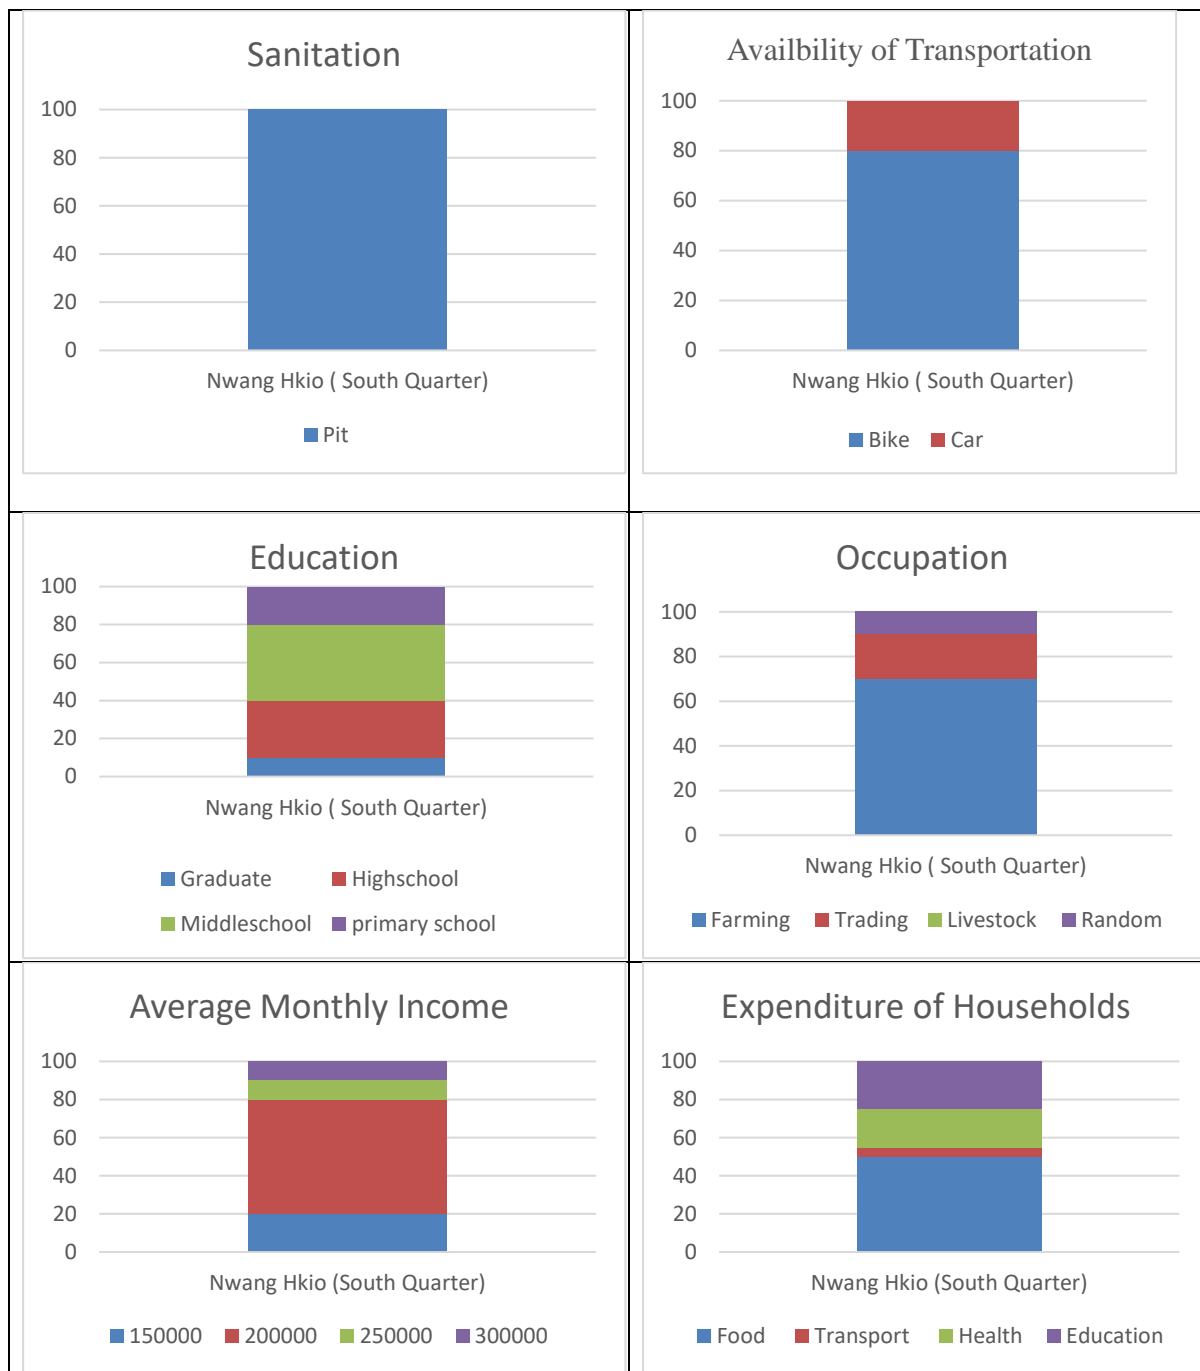 Sanitation
100
80
60
40
20
0
Nwang Hkio ( South Quarter)
Pit
Availbility of Transportation
100
80
60
40
20
0
Nwang Hkio ( South Quarter)
Bike Car
Education
100
80
60
40
20
0
Nwang Hkio ( South Quarter)
Graduate Highschool
Middleschool primary school
Occupation
100
80
60
40
20
0
Nwang Hkio ( South Quarter)
Farming Trading Livestock Random
Average Monthly Income
100
80
60
40
20
0
Nwang Hkio (South Quarter)
150000 200000 250000 300000
Expenditure of Households
100
80
60
40
20
0
Nwang Hkio (South Quarter)
Food Transport Health Education